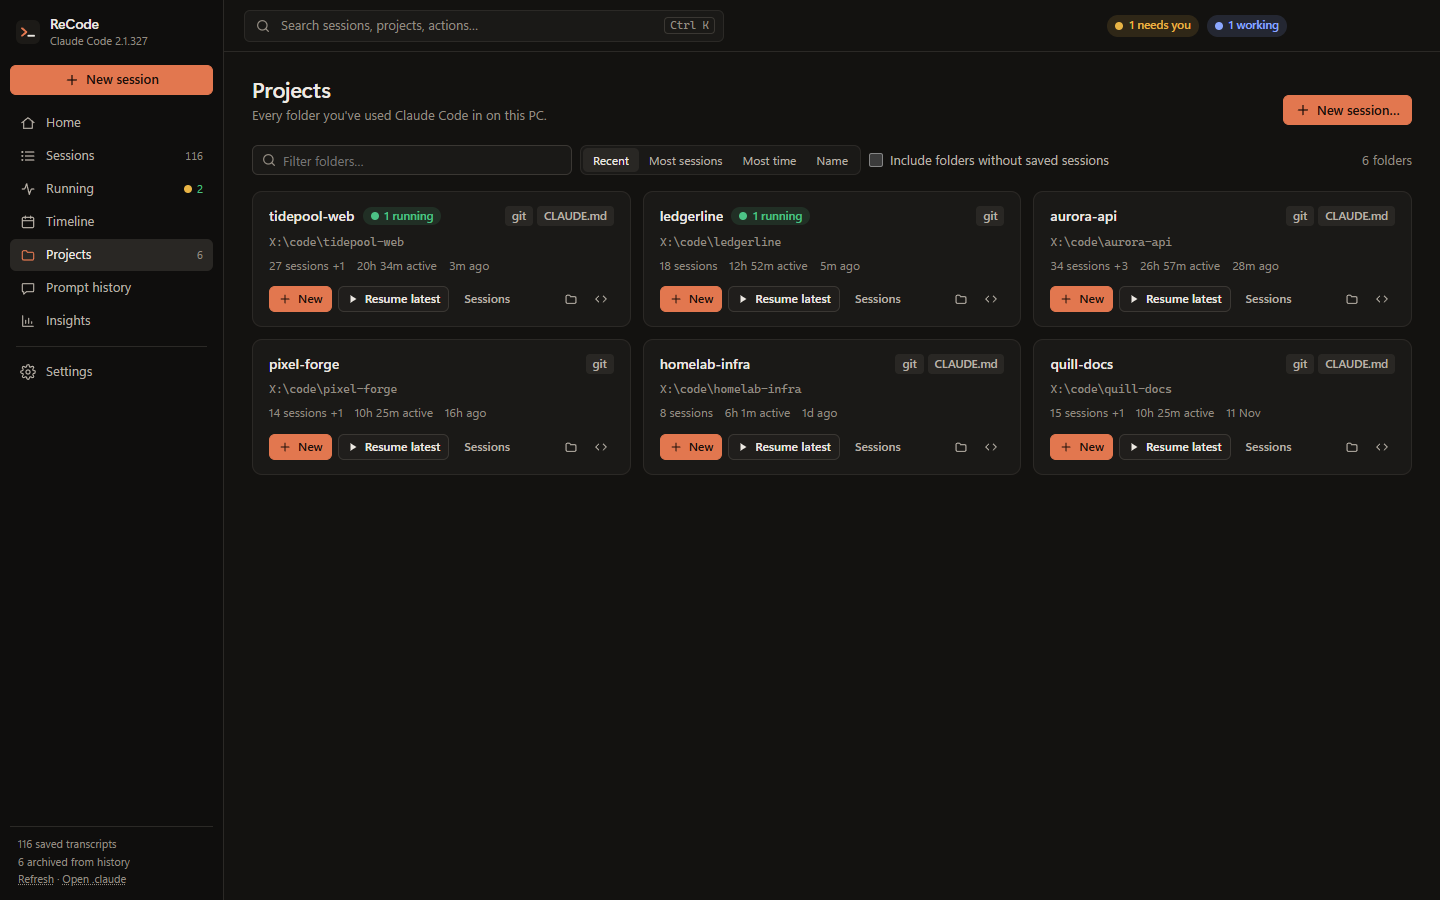 ReCode
Claude Code 2.1.327
New session
Home
Sessions 116
Running 2
Timeline
Projects 6
Prompt history
Insights
Settings
116 saved transcripts
6 archived from history
Refresh · Open .claude
Search sessions, projects, actions... Ctrl K
1 needs you 1 working
Projects
Every folder you've used Claude Code in on this PC.
New session...
Filter folders... Recent Most sessions Most time Name Include folders without saved sessions 6 folders
tidepool-web 1 running git CLAUDE.md
X:\code\tidepool-web
27 sessions +1 20h 34m active 3m ago
New Resume latest Sessions
ledgerline 1 running git
X:\code\ledgerline
18 sessions 12h 52m active 5m ago
New Resume latest Sessions
aurora-api git CLAUDE.md
X:\code\aurora-api
34 sessions +3 26h 57m active 28m ago
New Resume latest Sessions
pixel-forge git
X:\code\pixel-forge
14 sessions +1 10h 25m active 16h ago
New Resume latest Sessions
homelab-infra git CLAUDE.md
X:\code\homelab-infra
8 sessions 6h 1m active 1d ago
New Resume latest Sessions
quill-docs git CLAUDE.md
X:\code\quill-docs
15 sessions +1 10h 25m active 11 Nov
New Resume latest Sessions